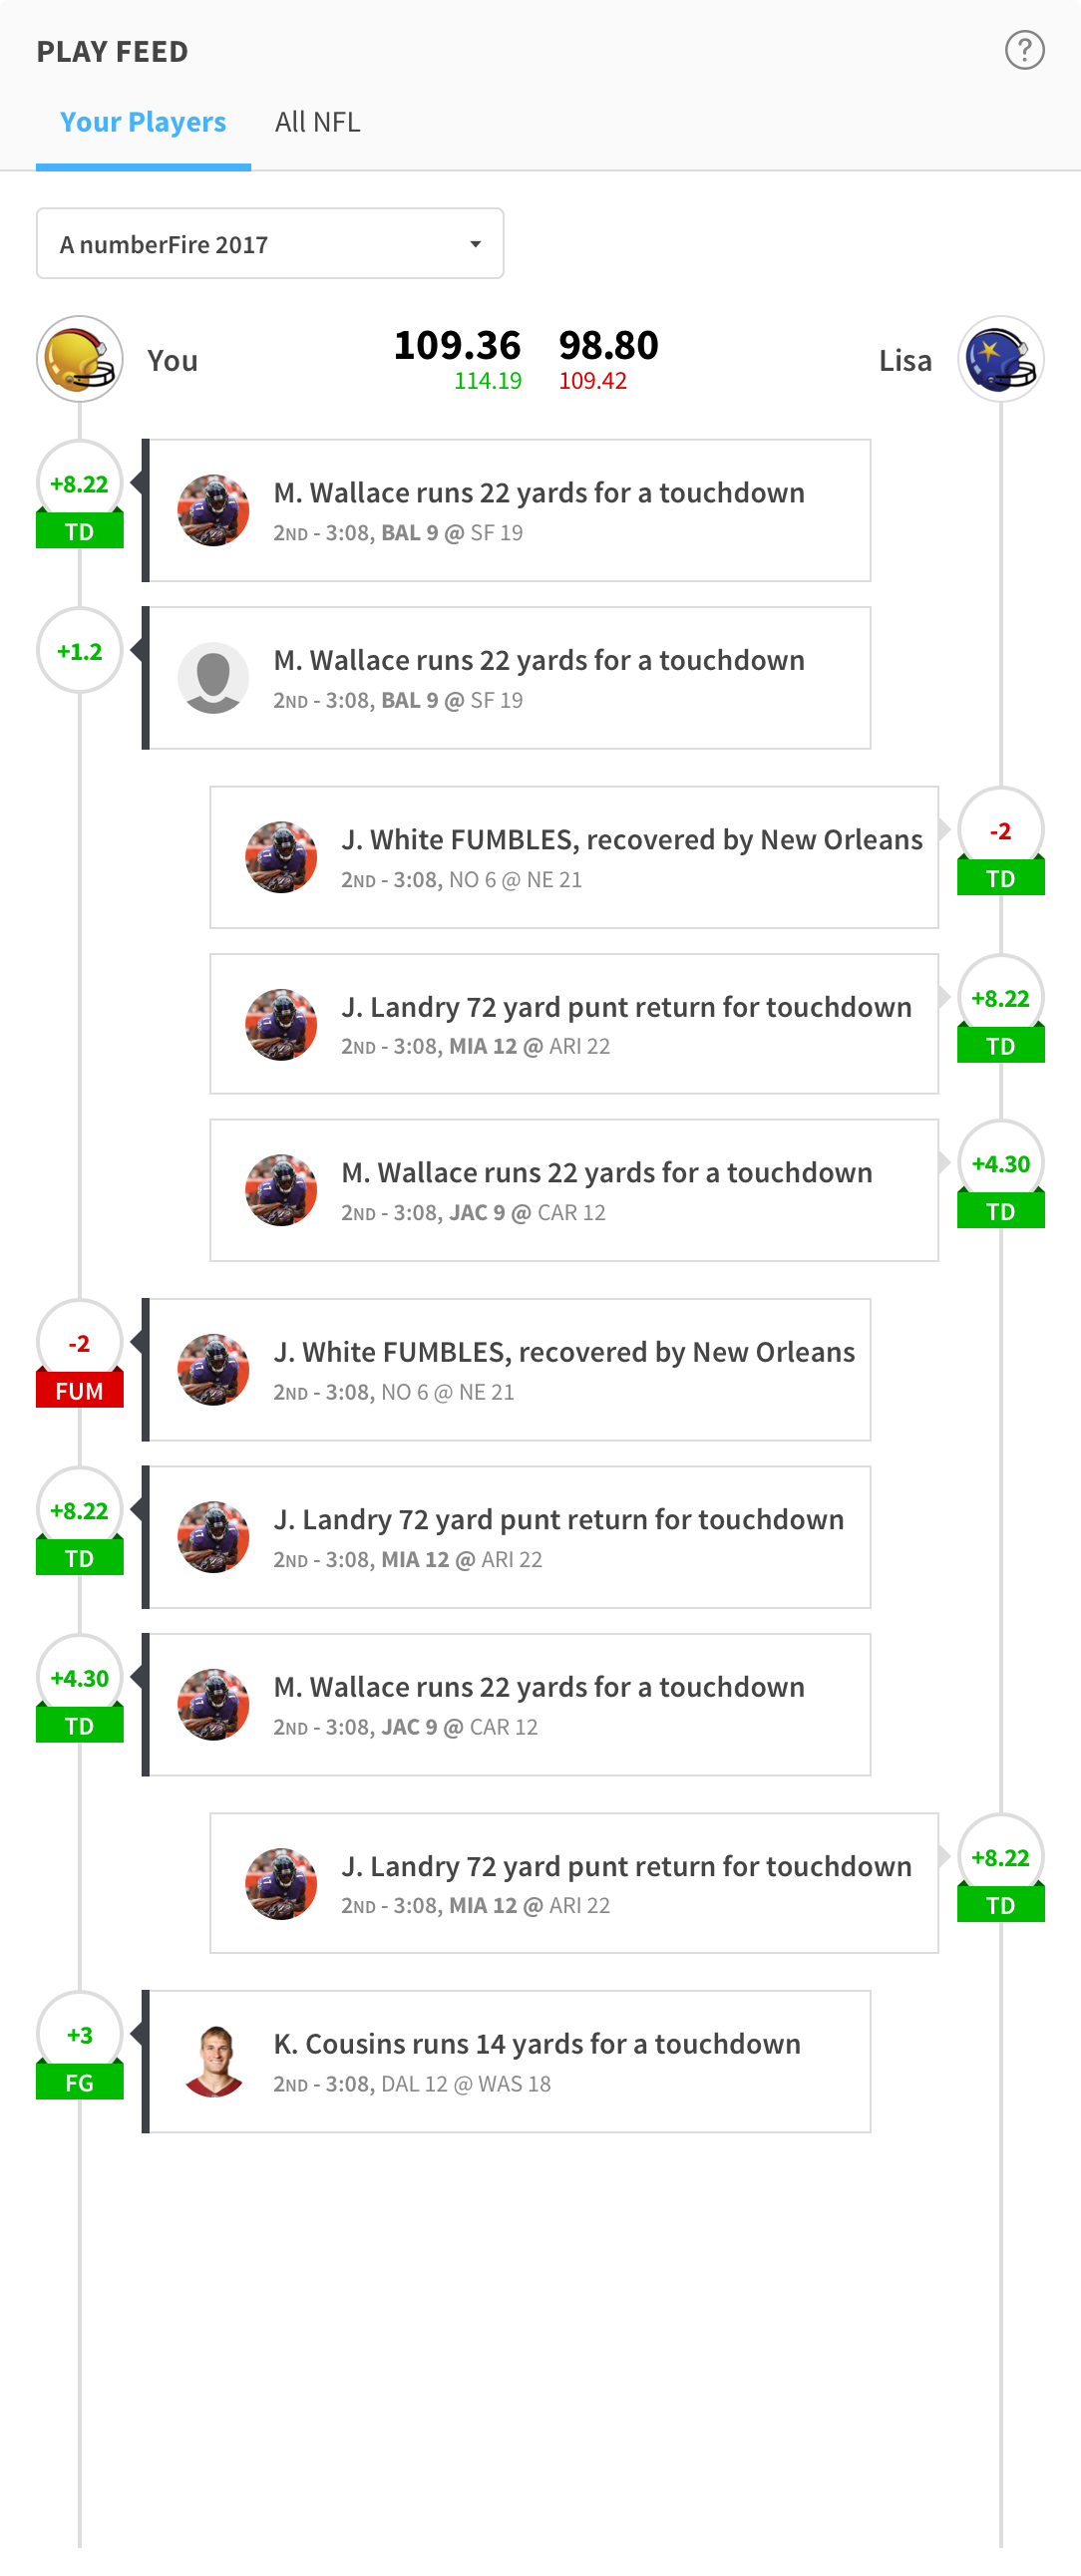 PLAY FEED
?
Your Players All NFL
A numberFire 2017
You 109.36 98.80 Lisa
114.19 109.42
+8.22
TD
M. Wallace runs 22 yards for a touchdown
2ND - 3:08, BAL 9 @ SF 19
+1.2
M. Wallace runs 22 yards for a touchdown
2ND - 3:08, BAL 9 @ SF 19
J. White FUMBLES, recovered by New Orleans
2ND - 3:08, NO 6 @ NE 21
-2
TD
J. Landry 72 yard punt return for touchdown
2ND - 3:08, MIA 12 @ ARI 22
+8.22
TD
M. Wallace runs 22 yards for a touchdown
2ND - 3:08, JAC 9 @ CAR 12
+4.30
TD
-2
FUM
J. White FUMBLES, recovered by New Orleans
2ND - 3:08, NO 6 @ NE 21
+8.22
TD
J. Landry 72 yard punt return for touchdown
2ND - 3:08, MIA 12 @ ARI 22
+4.30
TD
M. Wallace runs 22 yards for a touchdown
2ND - 3:08, JAC 9 @ CAR 12
J. Landry 72 yard punt return for touchdown
2ND - 3:08, MIA 12 @ ARI 22
+8.22
TD
+3
FG
K. Cousins runs 14 yards for a touchdown
2ND - 3:08, DAL 12 @ WAS 18